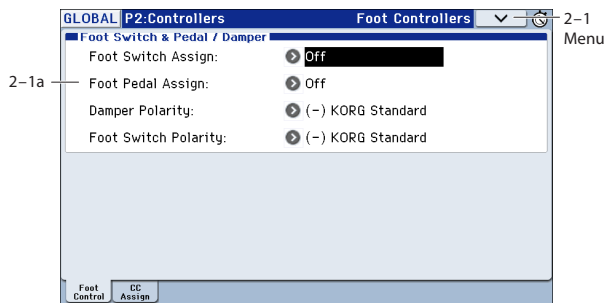 GLOBAL P2:Controllers Foot Controllers
2–1
Menu
Foot Switch & Pedal / Damper
Foot Switch Assign: Off
2–1a
Foot Pedal Assign: Off
Damper Polarity: (-) KORG Standard
Foot Switch Polarity: (-) KORG Standard
Foot Control
CC Assign